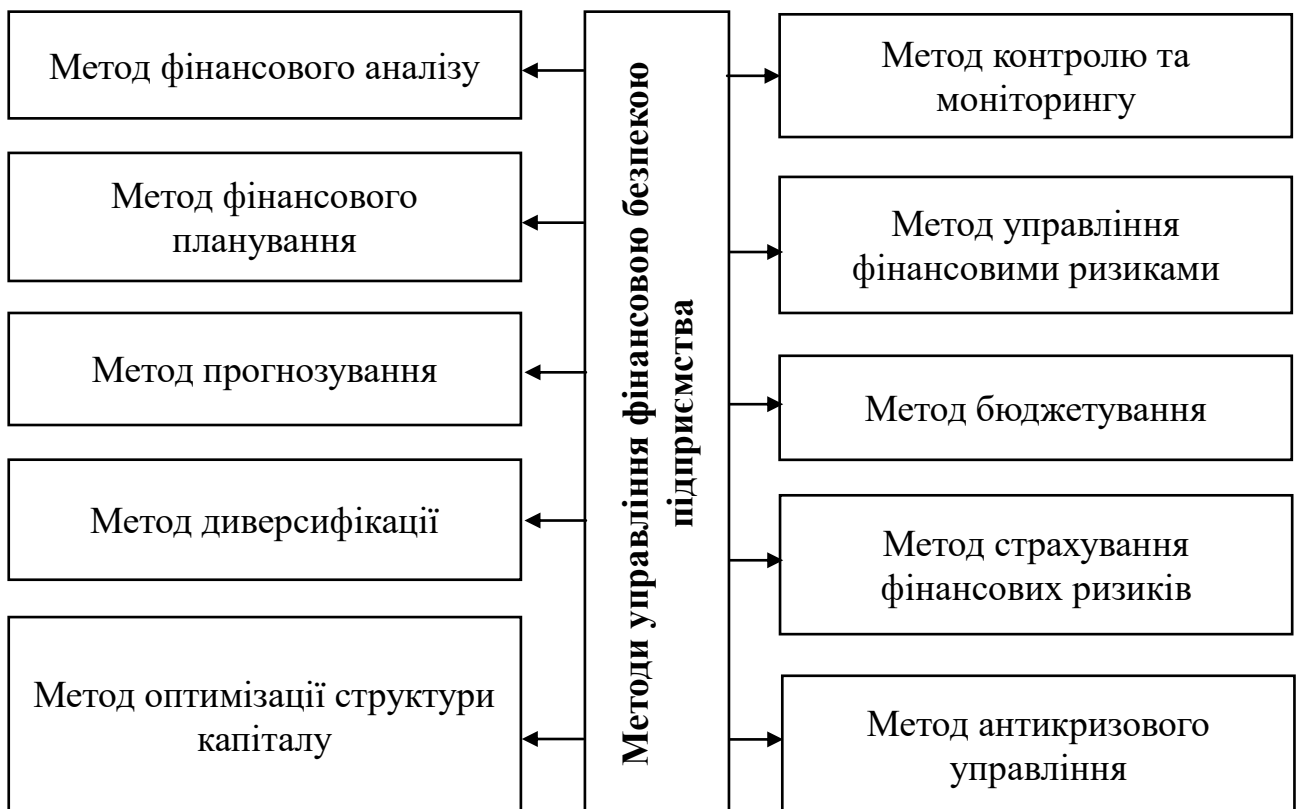 Метод фінансового аналізу
Метод фінансового
планування
Метод прогнозування
Метод диверсифікації
Метод оптимізації структури
капіталу
Методи управління фінансовою безпекою
підприємства
Метод контролю та
моніторингу
Метод управління
фінансовими ризиками
Метод бюджетування
Метод страхування
фінансових ризиків
Метод антикризового
управління